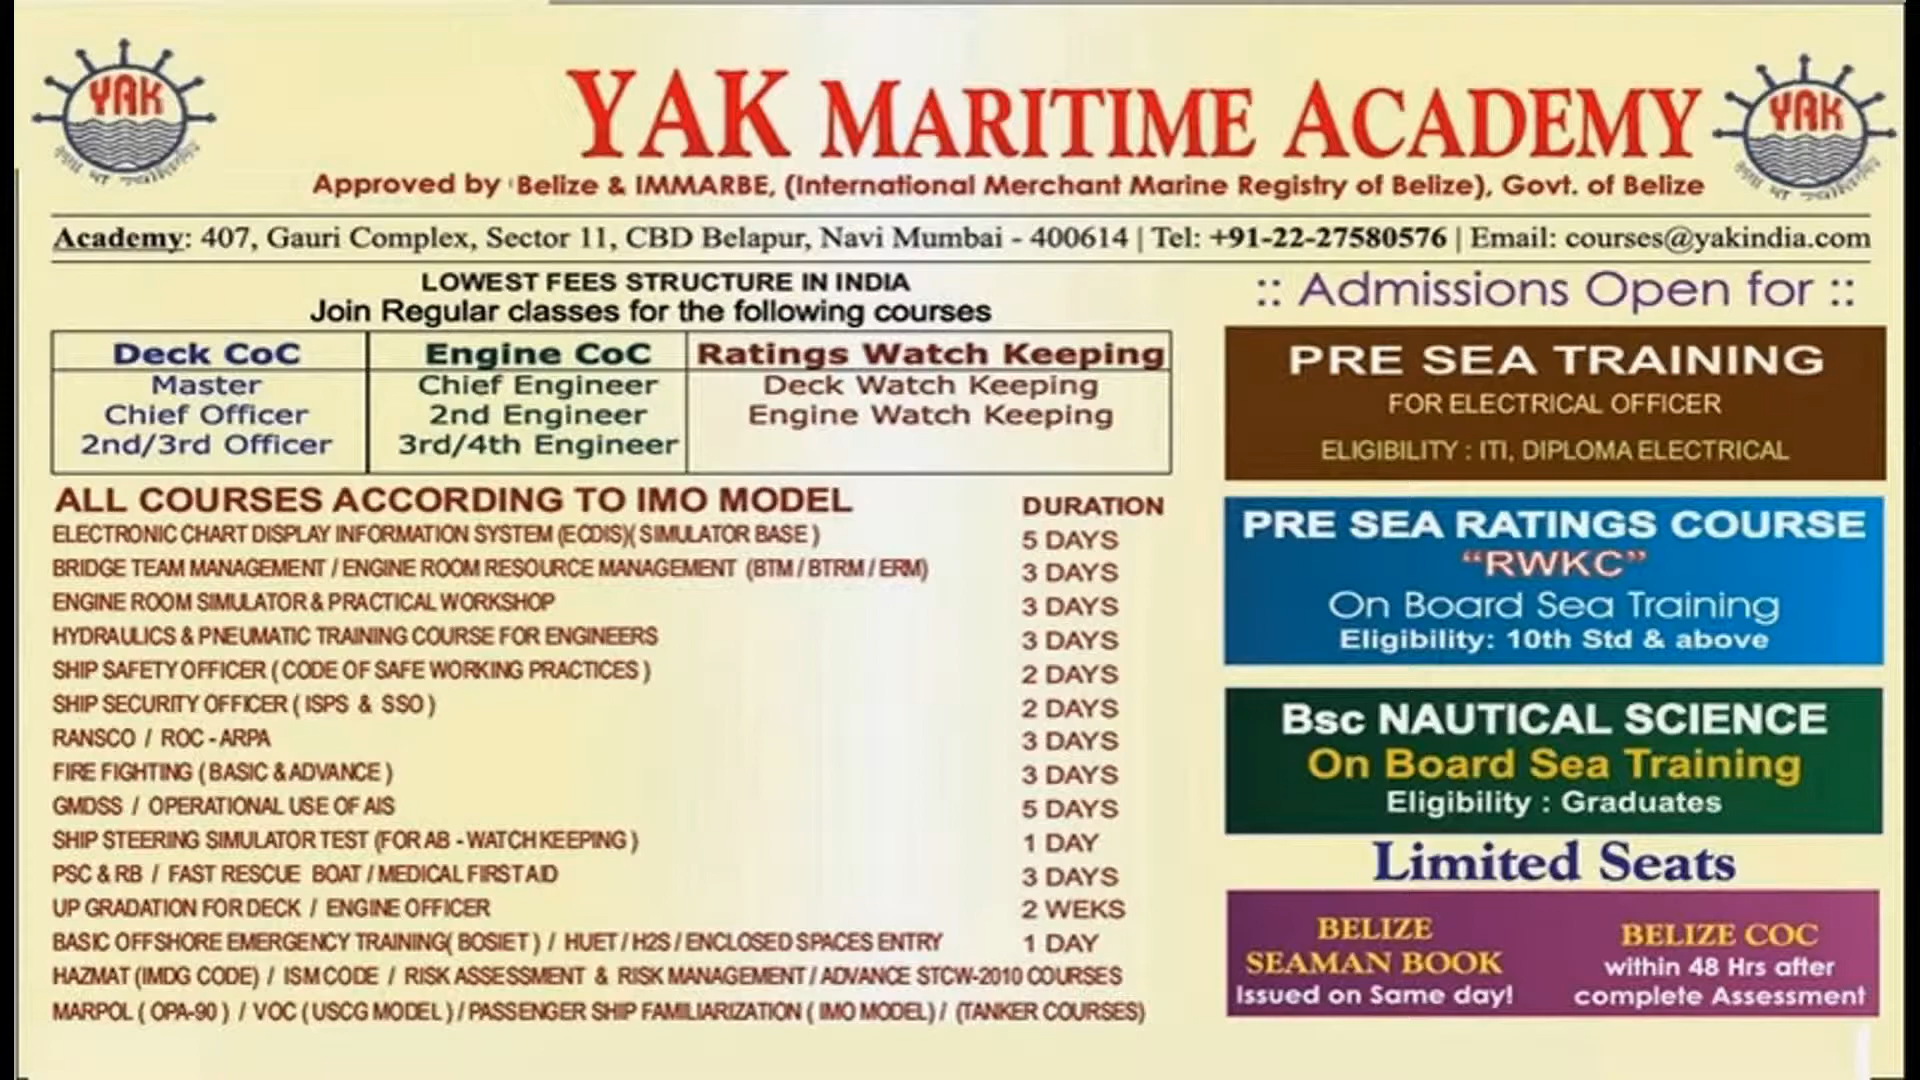 YAK
YAK MARITIME ACADEMY
YAK
Approved by Belize & IMMARBE, (International Merchant Marine Registry of Belize), Govt. of Belize
Academy: 407, Gauri Complex, Sector 11, CBD Belapur, Navi Mumbai - 400614 | Tel: +91-22-27580576 | Email: courses@yakindia.com
LOWEST FEES STRUCTURE IN INDIA
Join Regular classes for the following courses
Deck CoC Engine CoC Ratings Watch Keeping
Master Chief Engineer Deck Watch Keeping
Chief Officer 2nd Engineer Engine Watch Keeping
2nd/3rd Officer 3rd/4th Engineer
ALL COURSES ACCORDING TO IMO MODEL DURATION
ELECTRONIC CHART DISPLAY INFORMATION SYSTEM (ECDIS)( SIMULATOR BASE ) 5 DAYS
BRIDGE TEAM MANAGEMENT / ENGINE ROOM RESOURCE MANAGEMENT (BTM / BTRM / ERM) 3 DAYS
ENGINE ROOM SIMULATOR & PRACTICAL WORKSHOP 3 DAYS
HYDRAULICS & PNEUMATIC TRAINING COURSE FOR ENGINEERS 3 DAYS
SHIP SAFETY OFFICER ( CODE OF SAFE WORKING PRACTICES ) 2 DAYS
SHIP SECURITY OFFICER ( ISPS & SSO ) 2 DAYS
RANSCO / ROC - ARPA 3 DAYS
FIRE FIGHTING ( BASIC & ADVANCE ) 3 DAYS
GMDSS / OPERATIONAL USE OF AIS 5 DAYS
SHIP STEERING SIMULATOR TEST (FOR AB - WATCH KEEPING ) 1 DAY
PSC & RB / FAST RESCUE BOAT / MEDICAL FIRST AID 3 DAYS
UP GRADATION FOR DECK / ENGINE OFFICER 2 WEKS
BASIC OFFSHORE EMERGENCY TRAINING( BOSIET ) / HUET / H2S / ENCLOSED SPACES ENTRY 1 DAY
HAZMAT (IMDG CODE) / ISM CODE / RISK ASSESSMENT & RISK MANAGEMENT / ADVANCE STCW-2010 COURSES
MARPOL ( OPA-90 ) / VOC ( USCG MODEL ) / PASSENGER SHIP FAMILIARIZATION ( IMO MODEL) / (TANKER COURSES)
:: Admissions Open for ::
PRE SEA TRAINING
FOR ELECTRICAL OFFICER
ELIGIBILITY : ITI, DIPLOMA ELECTRICAL
PRE SEA RATINGS COURSE
“RWKC”
On Board Sea Training
Eligibility: 10th Std & above
Bsc NAUTICAL SCIENCE
On Board Sea Training
Eligibility : Graduates
Limited Seats
BELIZE
SEAMAN BOOK
Issued on Same day!
BELIZE COC
within 48 Hrs after
complete Assessment